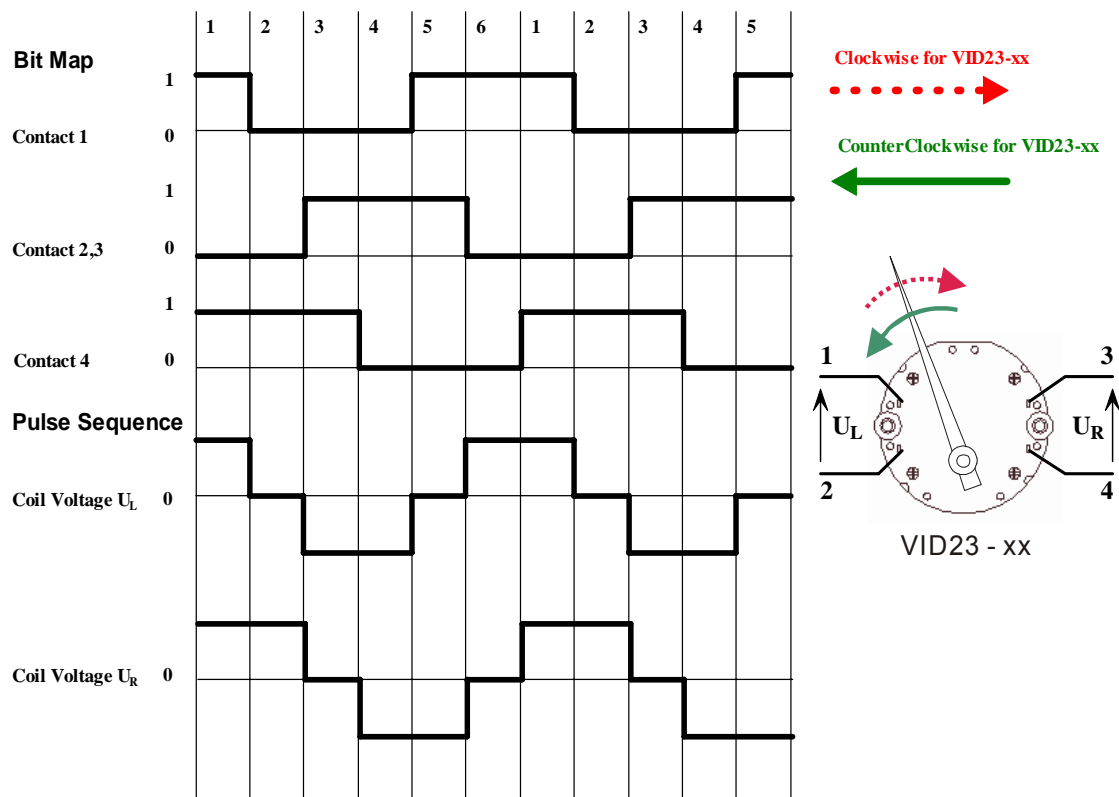 1 2 3 4 5 6 1 2 3 4 5
Bit Map
1
Contact 1 0
Clockwise for VID23-xx
CounterClockwise for VID23-xx
1
Contact 2,3 0
1
Contact 4 0
Pulse Sequence
Coil Voltage UL 0
Coil Voltage UR 0
1 3
UL UR
2 4
VID23 - xx